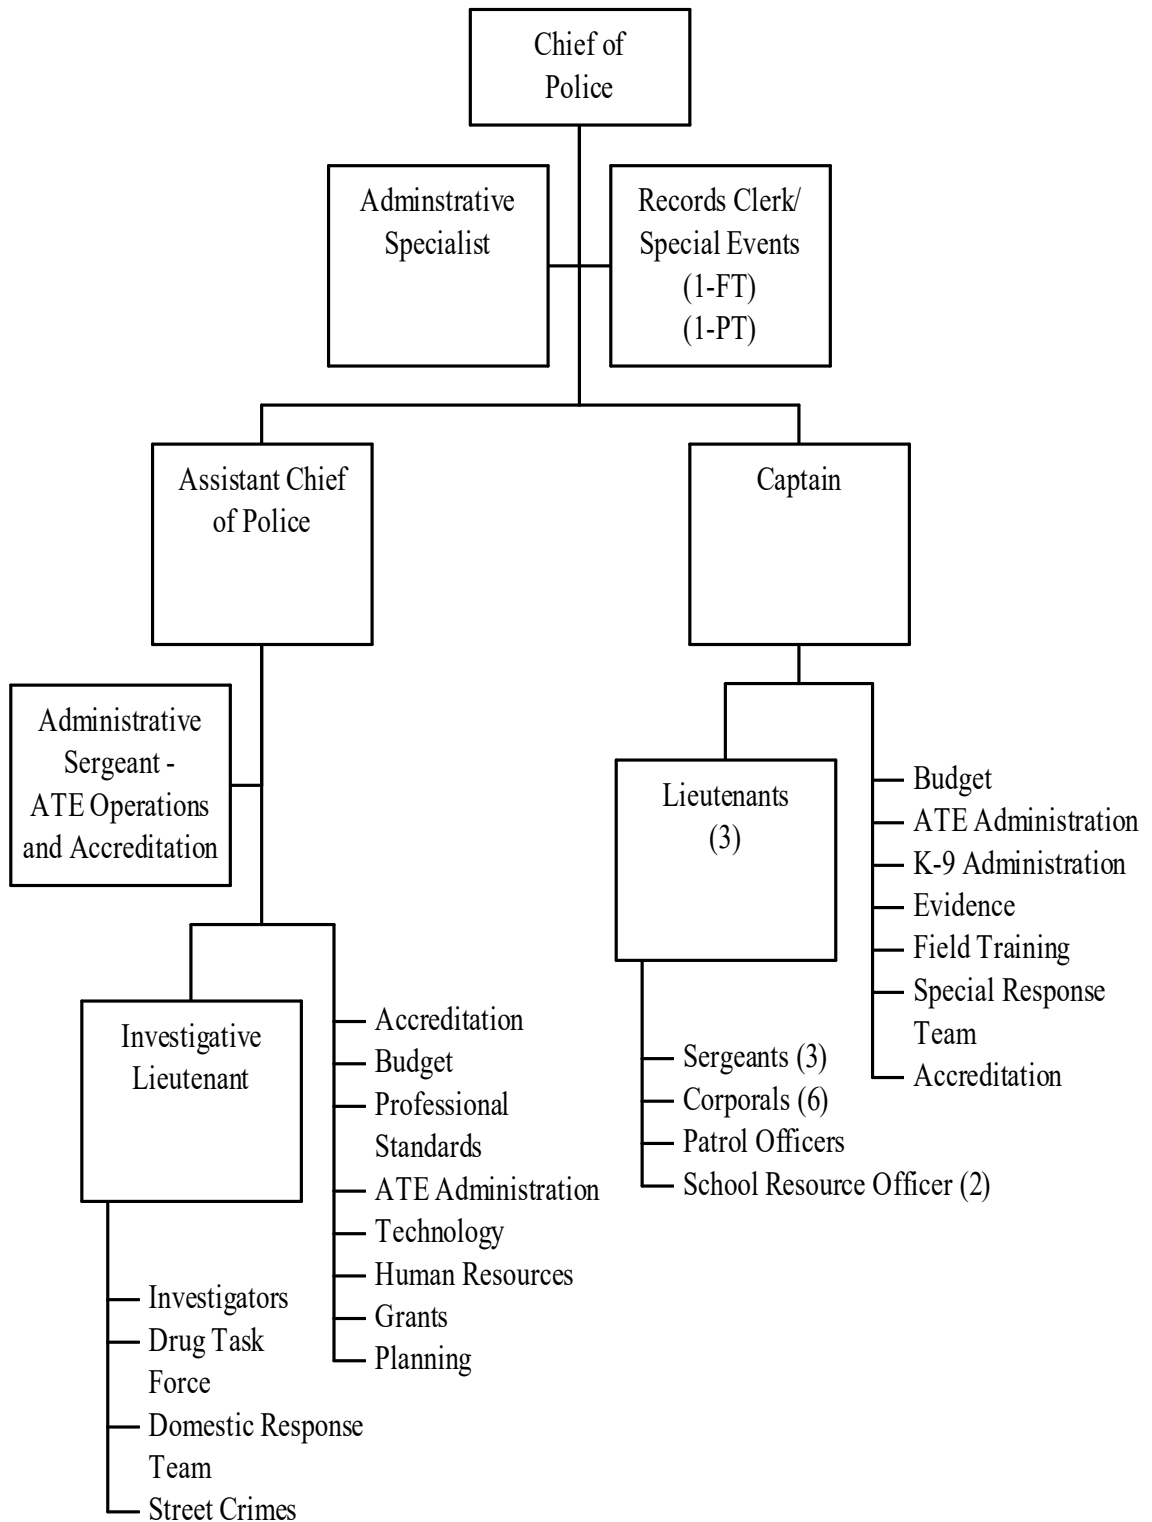 Chief of
Police
Adminstrative
Specialist
Records Clerk/
Special Events
(1-FT)
(1-PT)
Assistant Chief
of Police
Captain
Administrative
Sergeant -
ATE Operations
and Accreditation
Lieutenants
(3)
Budget
ATE Administration
K-9 Administration
Evidence
Field Training
Special Response
Team
Accreditation
Sergeants (3)
Corporals (6)
Patrol Officers
School Resource Officer (2)
Investigative
Lieutenant
Accreditation
Budget
Professional
Standards
ATE Administration
Technology
Human Resources
Grants
Planning
Investigators
Drug Task
Force
Domestic Response
Team
Street Crimes